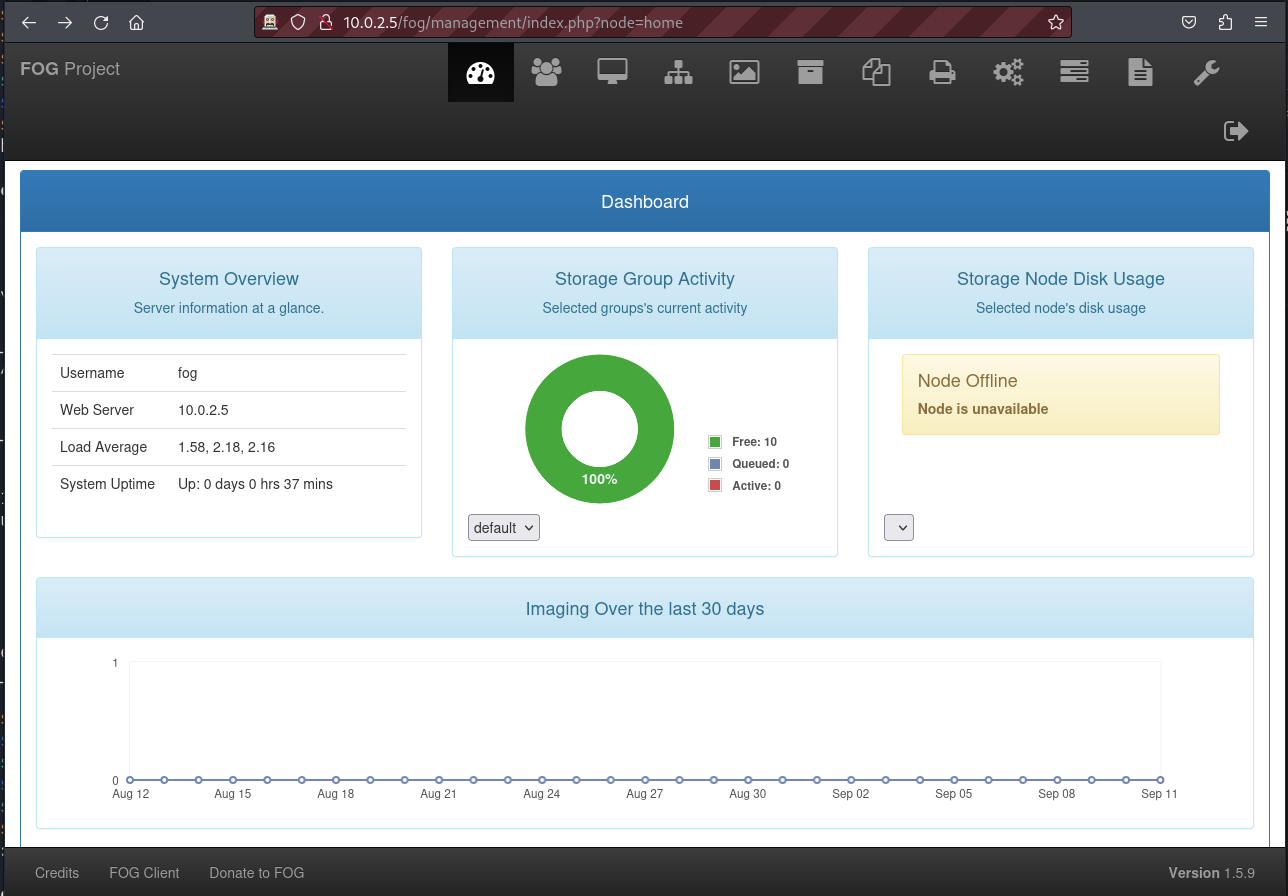 10.0.2.5/fog/management/index.php?node=home
FOG Project
Dashboard
System Overview
Server information at a glance.
Username fog
Web Server 10.0.2.5
Load Average 1.58, 2.18, 2.16
System Uptime Up: 0 days 0 hrs 37 mins
Storage Group Activity
Selected groups's current activity
100%
Free: 10
Queued: 0
Active: 0
default
Storage Node Disk Usage
Selected node's disk usage
Node Offline
Node is unavailable
Imaging Over the last 30 days
1
0
Aug 12 Aug 15 Aug 18 Aug 21 Aug 24 Aug 27 Aug 30 Sep 02 Sep 05 Sep 08 Sep 11
Credits FOG Client Donate to FOG Version 1.5.9